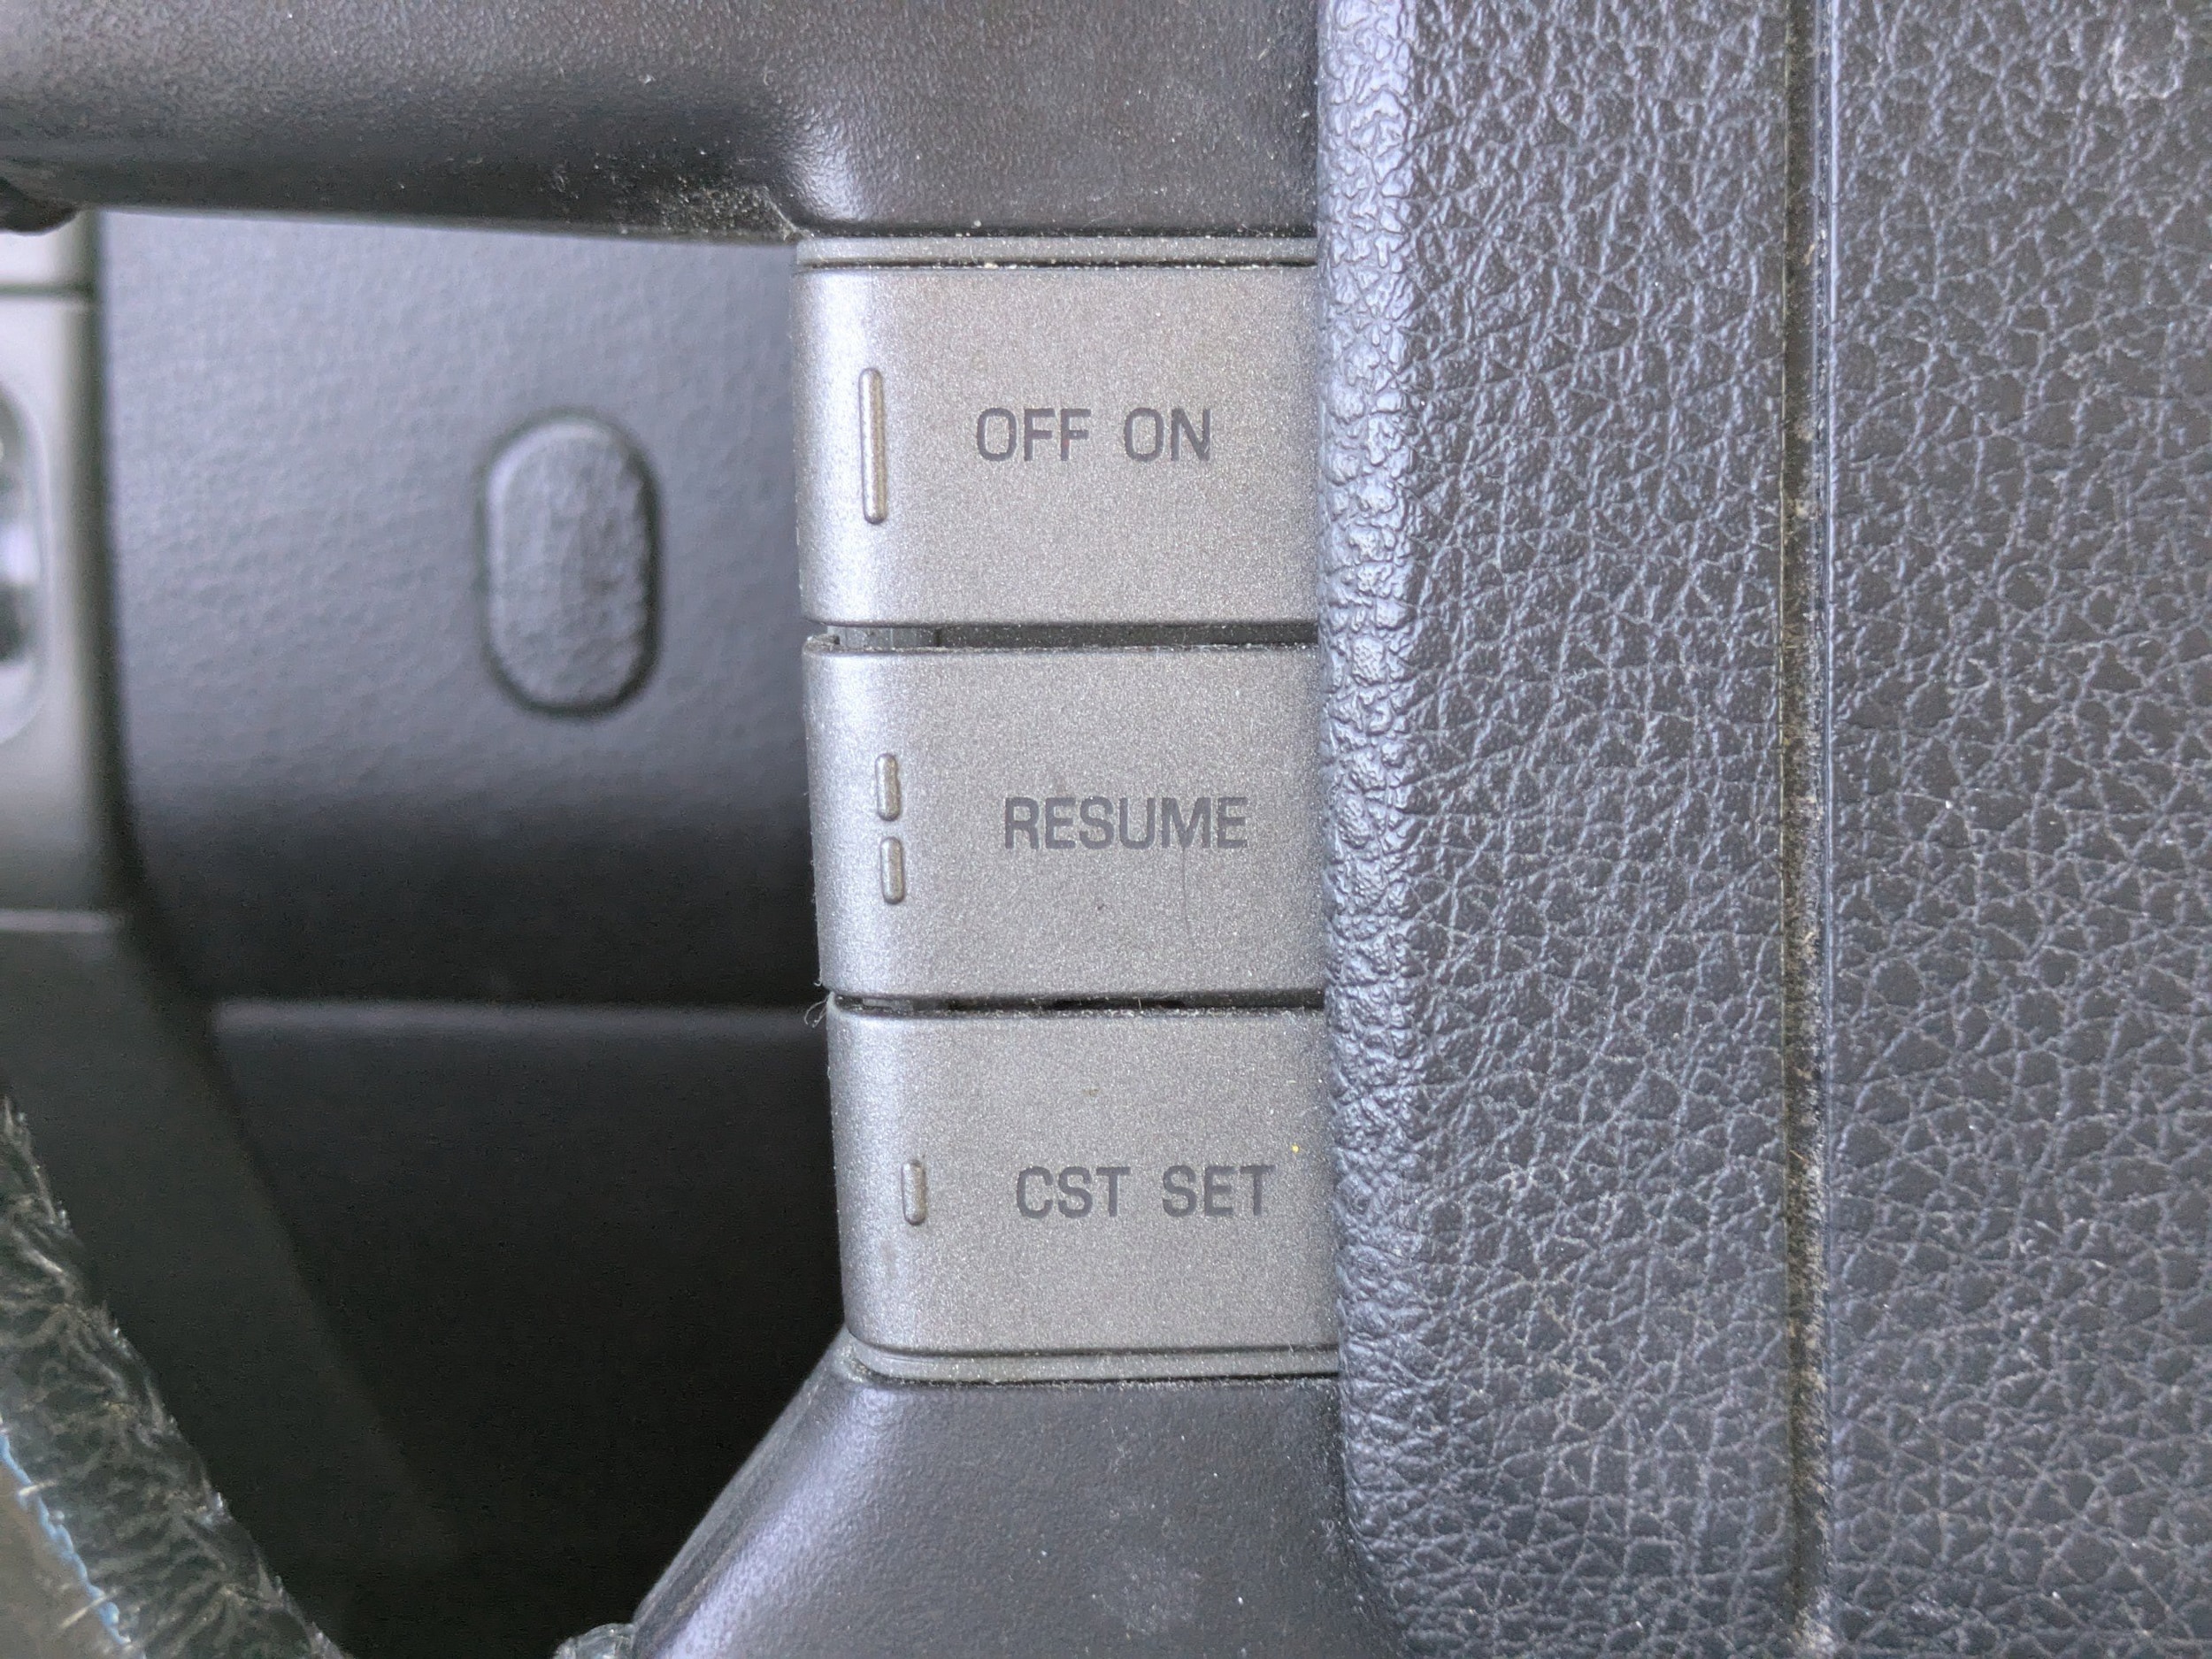 OFF ON
RESUME
CST SET